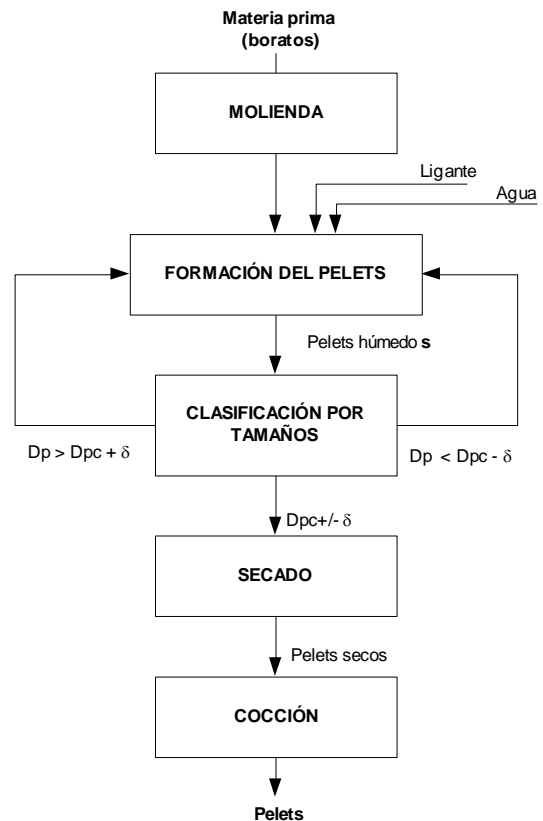 Materia prima
(boratos)
MOLIENDA
Ligante
Agua
FORMACIÓN DEL PELETS
Pelets húmedo s
CLASIFICACIÓN POR
TAMAÑOS
Dp > Dpc + δ
Dp < Dpc - δ
Dpc+/- δ
SECADO
Pelets secos
COCCIÓN
Pelets